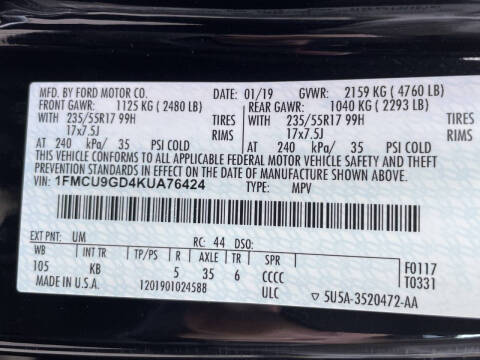 MFD. BY FORD MOTOR CO.
DATE: 01/19 GVWR: 2159 KG ( 4760 LB)
FRONT GAWR: 1125 KG ( 2480 LB) REAR GAWR: 1040 KG ( 2293 LB)
WITH 235/55R17 99H TIRES WITH 235/55R17 99H TIRES
17x7.5J RIMS 17x7.5J RIMS
AT 240 kPa/ 35 PSI COLD AT 240 kPa/ 35 PSI COLD
THIS VEHICLE CONFORMS TO ALL APPLICABLE FEDERAL MOTOR VEHICLE SAFETY AND THEFT
PREVENTION STANDARDS IN EFFECT ON THE DATE OF MANUFACTURE SHOWN ABOVE.
VIN: 1FMCU9GD4KUA76424 TYPE: MPV
EXT PNT: UM RC: 44 DSO:
WB INT TR TP/PS R AXLE TR SPR
105 KB 5 35 6 CCCC F0117
T0331
MADE IN U.S.A. 1201901024588 ULC ▽ 5U5A-3520472-AA